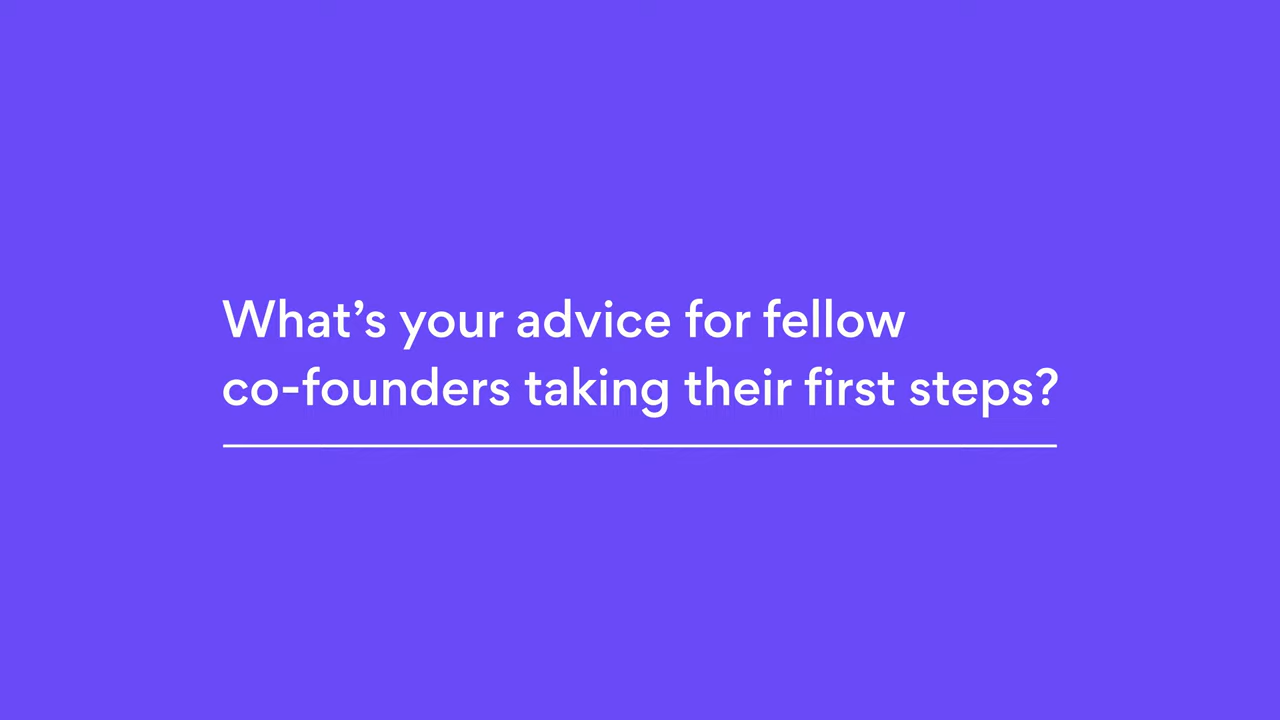 What’s your advice for fellow
co-founders taking their first steps?